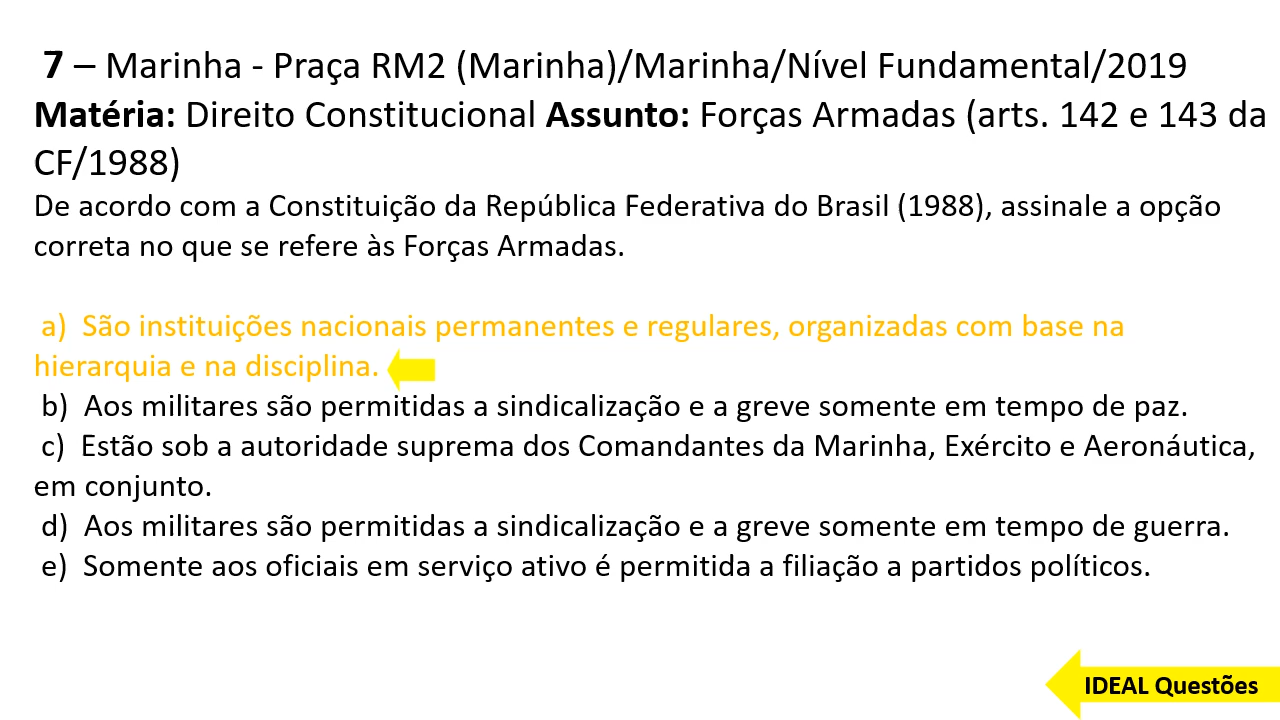 7 – Marinha - Praça RM2 (Marinha)/Marinha/Nível Fundamental/2019
Matéria: Direito Constitucional Assunto: Forças Armadas (arts. 142 e 143 da
CF/1988)
De acordo com a Constituição da República Federativa do Brasil (1988), assinale a opção
correta no que se refere às Forças Armadas.
a) São instituições nacionais permanentes e regulares, organizadas com base na
hierarquia e na disciplina.
b) Aos militares são permitidas a sindicalização e a greve somente em tempo de paz.
c) Estão sob a autoridade suprema dos Comandantes da Marinha, Exército e Aeronáutica,
em conjunto.
d) Aos militares são permitidas a sindicalização e a greve somente em tempo de guerra.
e) Somente aos oficiais em serviço ativo é permitida a filiação a partidos políticos.
IDEAL Questões